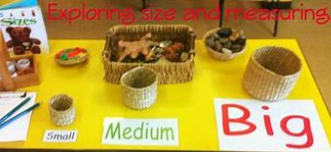 Exploring size and measuring
Sizes
Small
Medium
Big